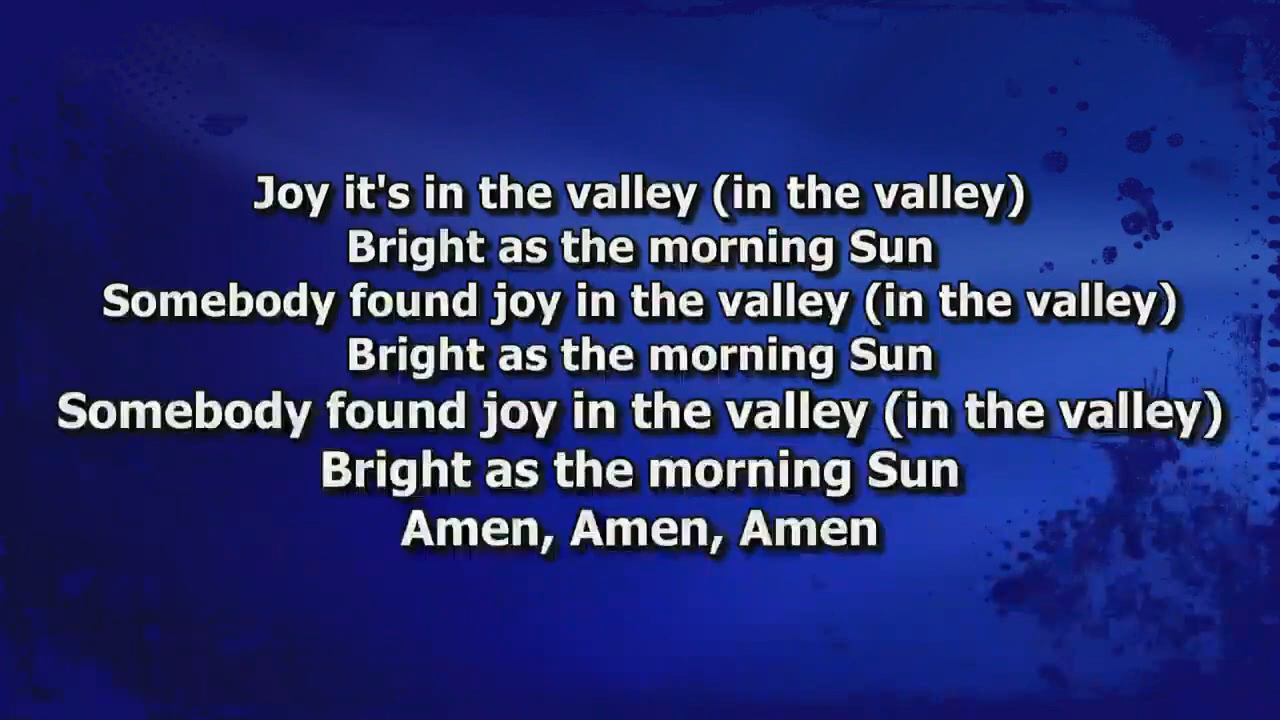 Joy it's in the valley (in the valley)
Bright as the morning Sun
Somebody found joy in the valley (in the valley)
Bright as the morning Sun
Somebody found joy in the valley (in the valley)
Bright as the morning Sun
Amen, Amen, Amen